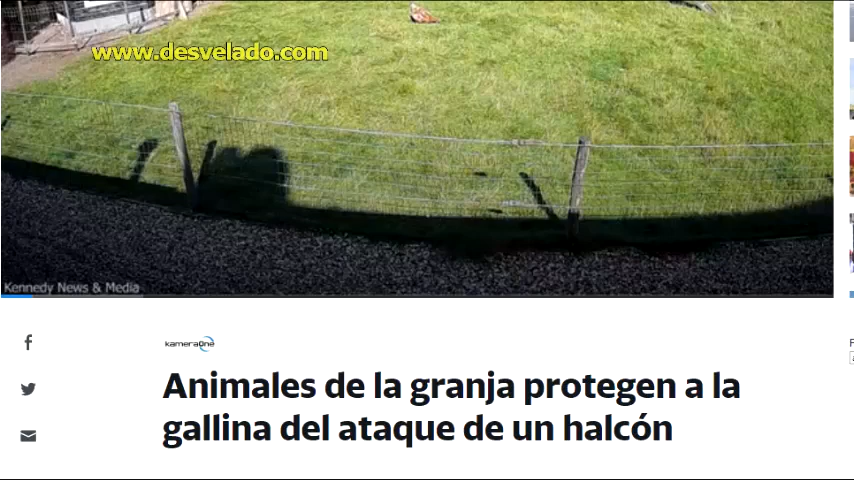 www.desvelado.com
Kennedy News & Media
kameraOne
Animales de la granja protegen a la
gallina del ataque de un halcón